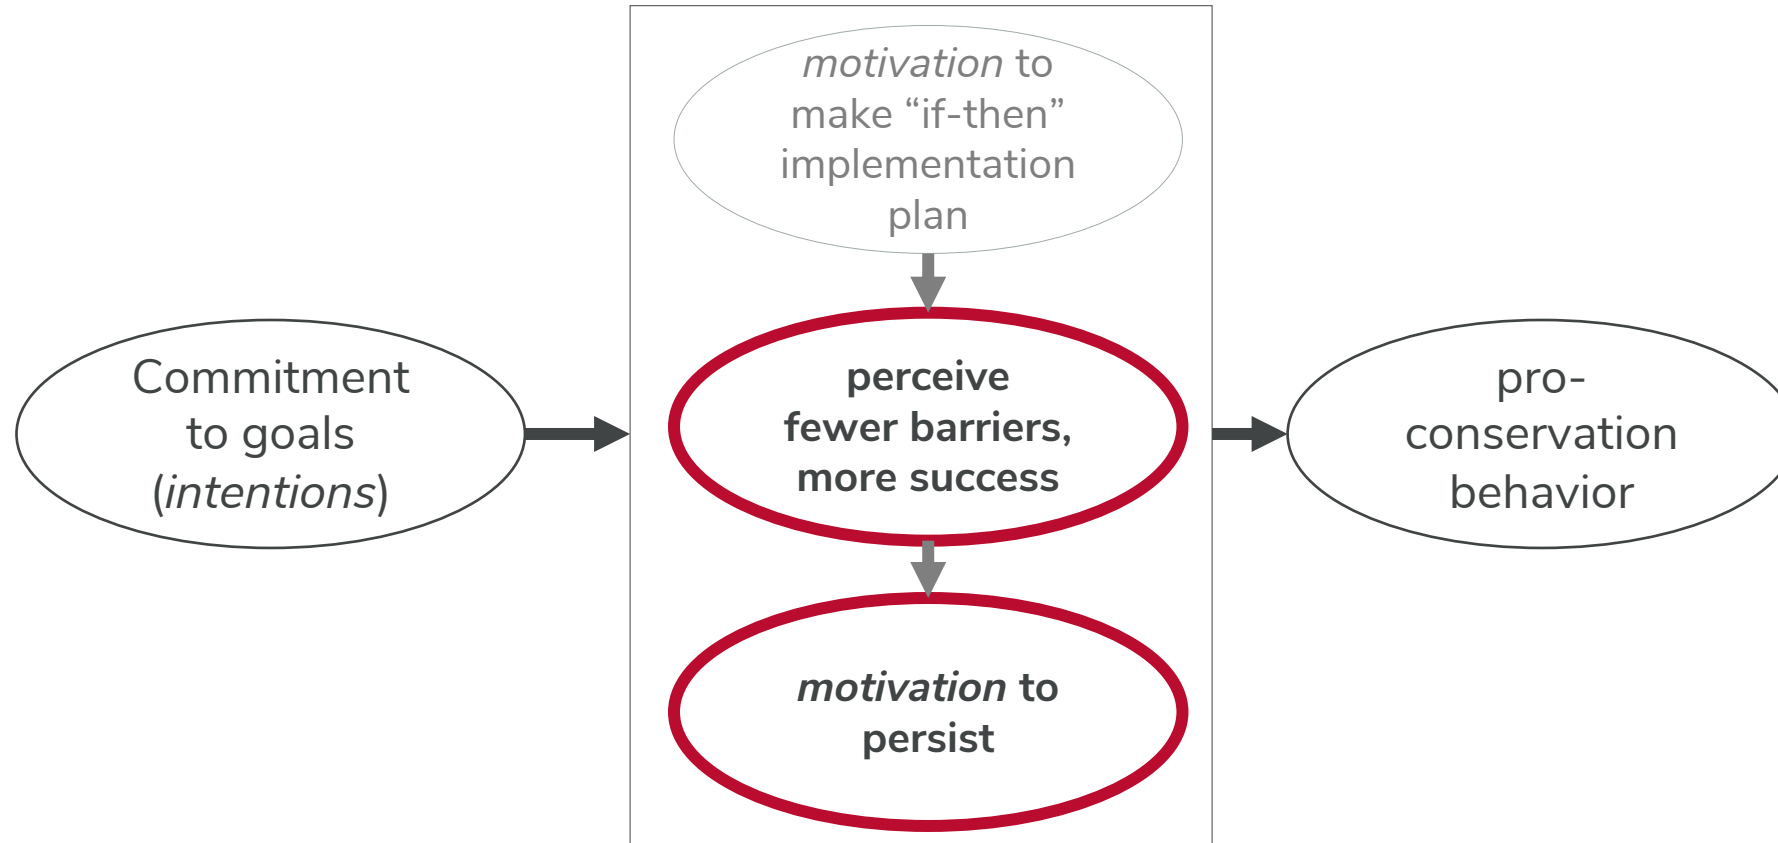 Commitment
to goals
(intentions)
motivation to
make “if-then”
implementation
plan
perceive
fewer barriers,
more success
motivation to
persist
pro-
conservation
behavior